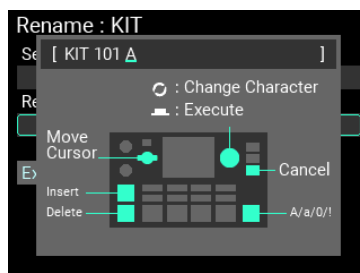 Rename : KIT
Se
[ KIT 101 A ]
: Change Character
Re
: Execute
Move
Cursor
Ex
Cancel
Insert
Delete
A/a/0/!